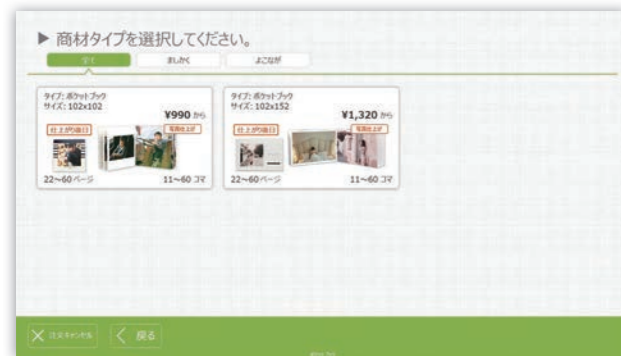 ▶ 商材タイプを選択してください。
全て
ましかく
よこなが
タイプ: ポケットブック
サイズ: 102x102
¥990 から
仕上がり後日
写真仕上げ
22～60 ページ
11～60 コマ
タイプ: ポケットブック
サイズ: 102x152
¥1,320 から
仕上がり後日
写真仕上げ
22～60 ページ
11～60 コマ
注文キャンセル
戻る